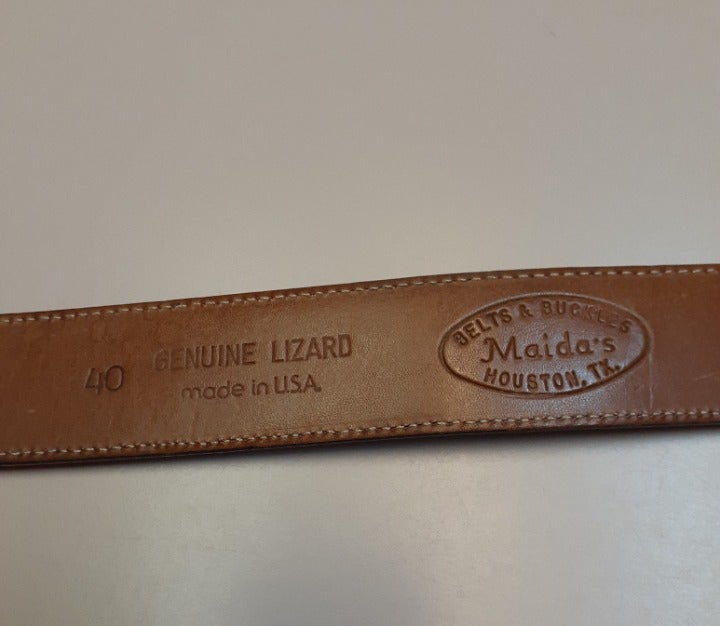 40
GENUINE LIZARD
made in U.S.A.
BELTS & BUCKLES
Maida's
HOUSTON, TX.